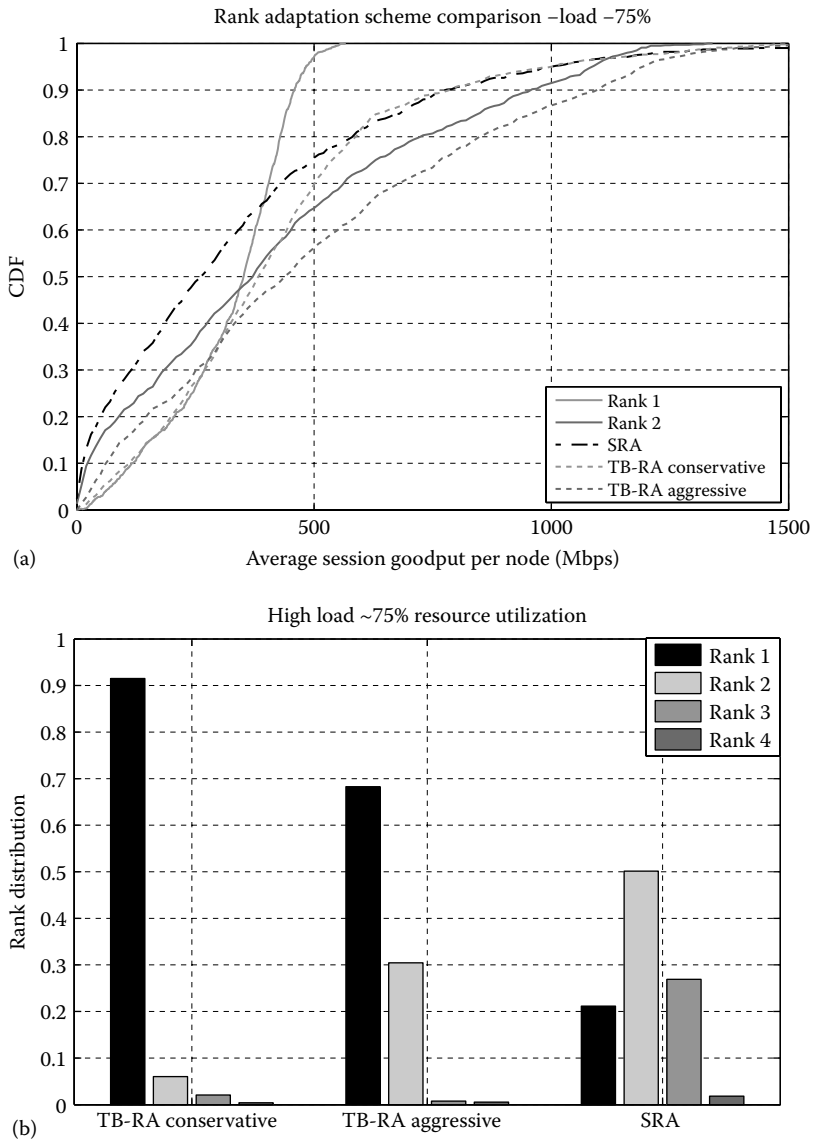 Rank adaptation scheme comparison –load –75%
1
0.9
0.8
0.7
0.6
0.5
0.4
0.3
0.2
0.1
0
CDF
Rank 1
Rank 2
SRA
TB-RA conservative
TB-RA aggressive
0 500 1000 1500
(a) Average session goodput per node (Mbps)
High load ~75% resource utilization
1
0.9
0.8
0.7
0.6
0.5
0.4
0.3
0.2
0.1
0
Rank distribution
Rank 1
Rank 2
Rank 3
Rank 4
(b) TB-RA conservative TB-RA aggressive SRA